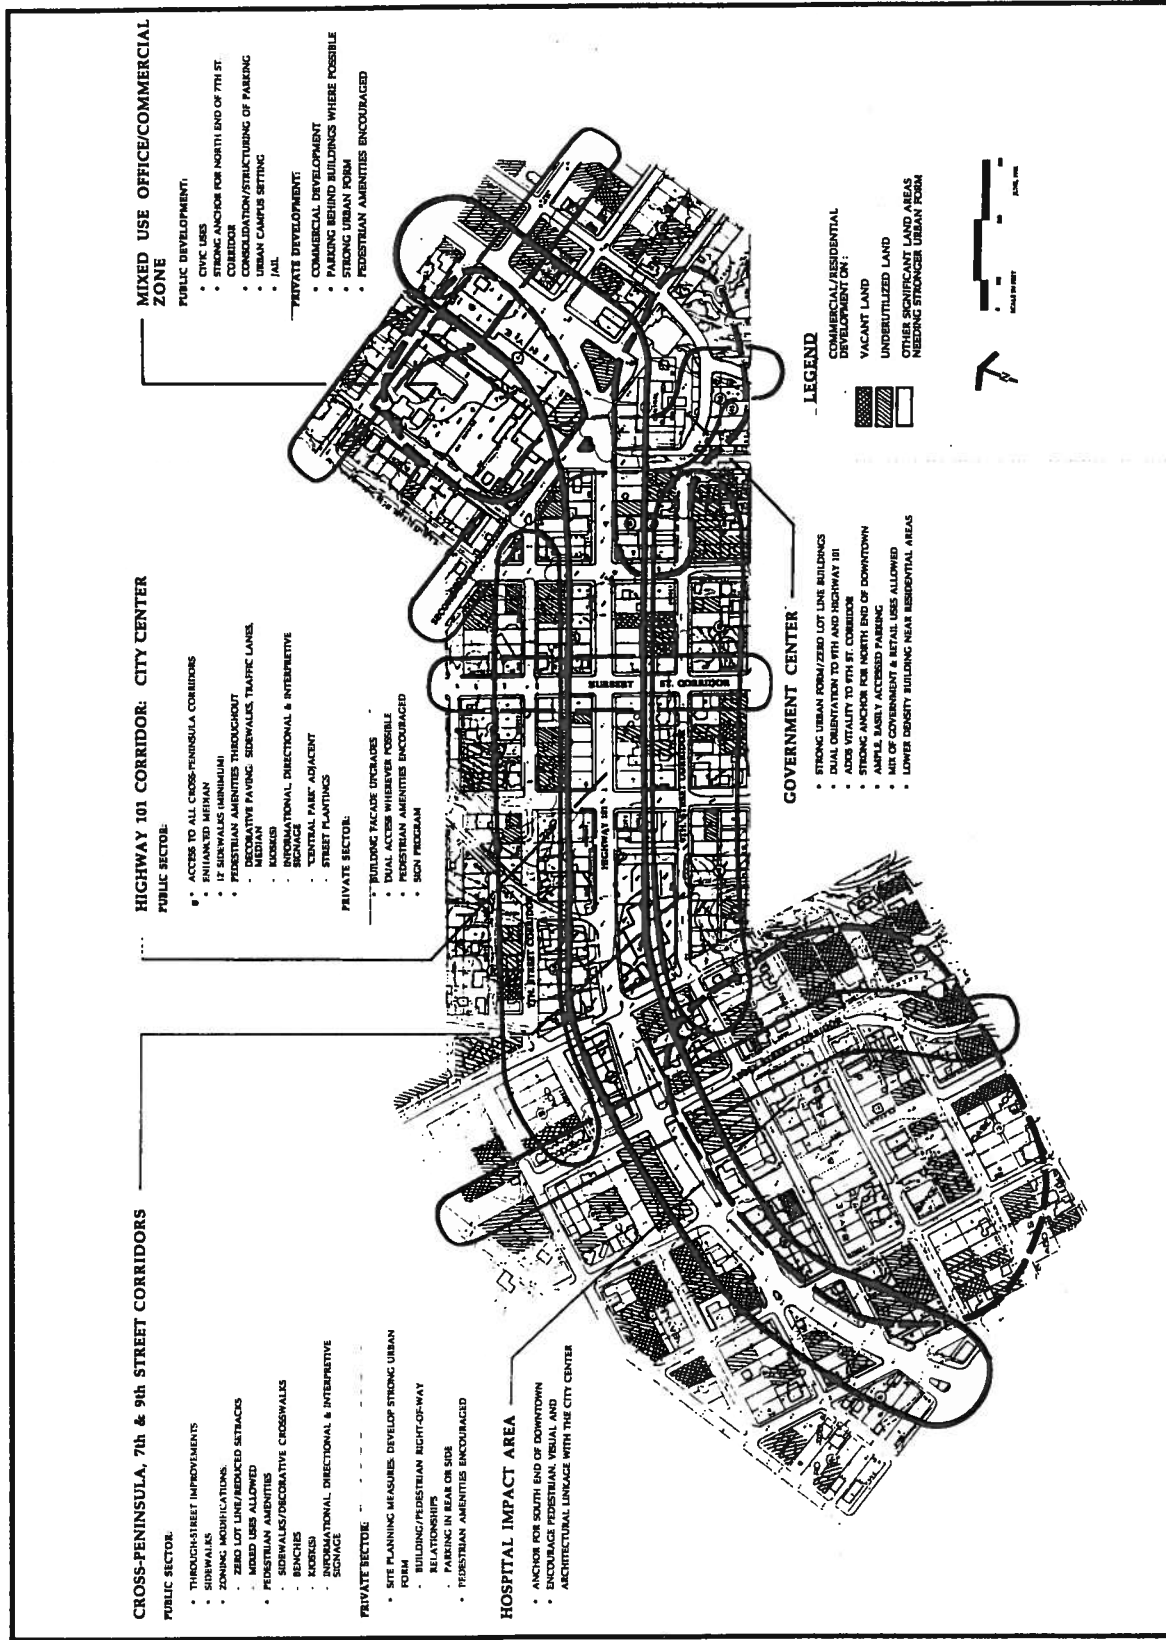 CROSS-PENINSULA, 7th & 9th STREET CORRIDORS
PUBLIC SECTOR:
• THROUGH-STREET IMPROVEMENTS
• SIDEWALKS
• ZONING MODIFICATIONS:
- ZERO LOT LINE/REDUCED SETBACKS
- MIXED USES ALLOWED
• PEDESTRIAN AMENITIES
- SIDEWALKS/DECORATIVE CROSSWALKS
- BENCHES
- KIOSK(S)
- INFORMATIONAL, DIRECTIONAL & INTERPRETIVE
SIGNAGE
PRIVATE SECTOR:
• SITE PLANNING MEASURES: DEVELOP STRONG URBAN
FORM
- BUILDING/PEDESTRIAN RIGHT-OF-WAY
RELATIONSHIPS
- PARKING IN REAR OR SIDE
• PEDESTRIAN AMENITIES ENCOURAGED
HOSPITAL IMPACT AREA
• ANCHOR FOR SOUTH END OF DOWNTOWN
• ENCOURAGE PEDESTRIAN, VISUAL AND
ARCHITECTURAL LINKAGE WITH THE CITY CENTER
HIGHWAY 101 CORRIDOR: CITY CENTER
PUBLIC SECTOR:
• ACCESS TO ALL CROSS-PENINSULA CORRIDORS
• ENHANCED MEDIAN
• 12' SIDEWALKS (MINIMUM)
• PEDESTRIAN AMENITIES THROUGHOUT
- DECORATIVE PAVING: SIDEWALKS, TRAFFIC LANES,
MEDIAN
- KIOSK(S)
- INFORMATIONAL, DIRECTIONAL & INTERPRETIVE
SIGNAGE
- "CENTRAL PARK" ADJACENT
- STREET PLANTINGS
PRIVATE SECTOR:
BUILDING FACADE UPGRADES
• DUAL ACCESS WHEREVER POSSIBLE
• PEDESTRIAN AMENITIES ENCOURAGED
• SIGN PROGRAM
MIXED USE OFFICE/COMMERCIAL
ZONE
PUBLIC DEVELOPMENT:
• CIVIC USES
• STRONG ANCHOR FOR NORTH END OF 7TH ST.
CORRIDOR
• CONSOLIDATION/STRUCTURING OF PARKING
• URBAN CAMPUS SETTING
• JAIL
PRIVATE DEVELOPMENT:
• COMMERCIAL DEVELOPMENT
• PARKING BEHIND BUILDINGS WHERE POSSIBLE
• STRONG URBAN FORM
• PEDESTRIAN AMENITIES ENCOURAGED
7TH STREET CORRIDOR
HIGHWAY 101
9TH STREET CORRIDOR
ST. CORRIDOR
CORRIDOR
GOVERNMENT CENTER
• STRONG URBAN FORM/ZERO LOT LINE BUILDINGS
• DUAL ORIENTATION TO 9TH AND HIGHWAY 101
• ADDS VITALITY TO 9TH ST. CORRIDOR
• STRONG ANCHOR FOR NORTH END OF DOWNTOWN
• AMPLE, EASILY ACCESSED PARKING
• MIX OF GOVERNMENT & RETAIL USES ALLOWED
• LOWER DENSITY BUILDING NEAR RESIDENTIAL AREAS
LEGEND
COMMERCIAL/RESIDENTIAL
DEVELOPMENT ON:
VACANT LAND
UNDERUTILIZED LAND
OTHER SIGNIFICANT LAND AREAS
NEEDING STRONGER URBAN FORM
N
SCALE IN FEET